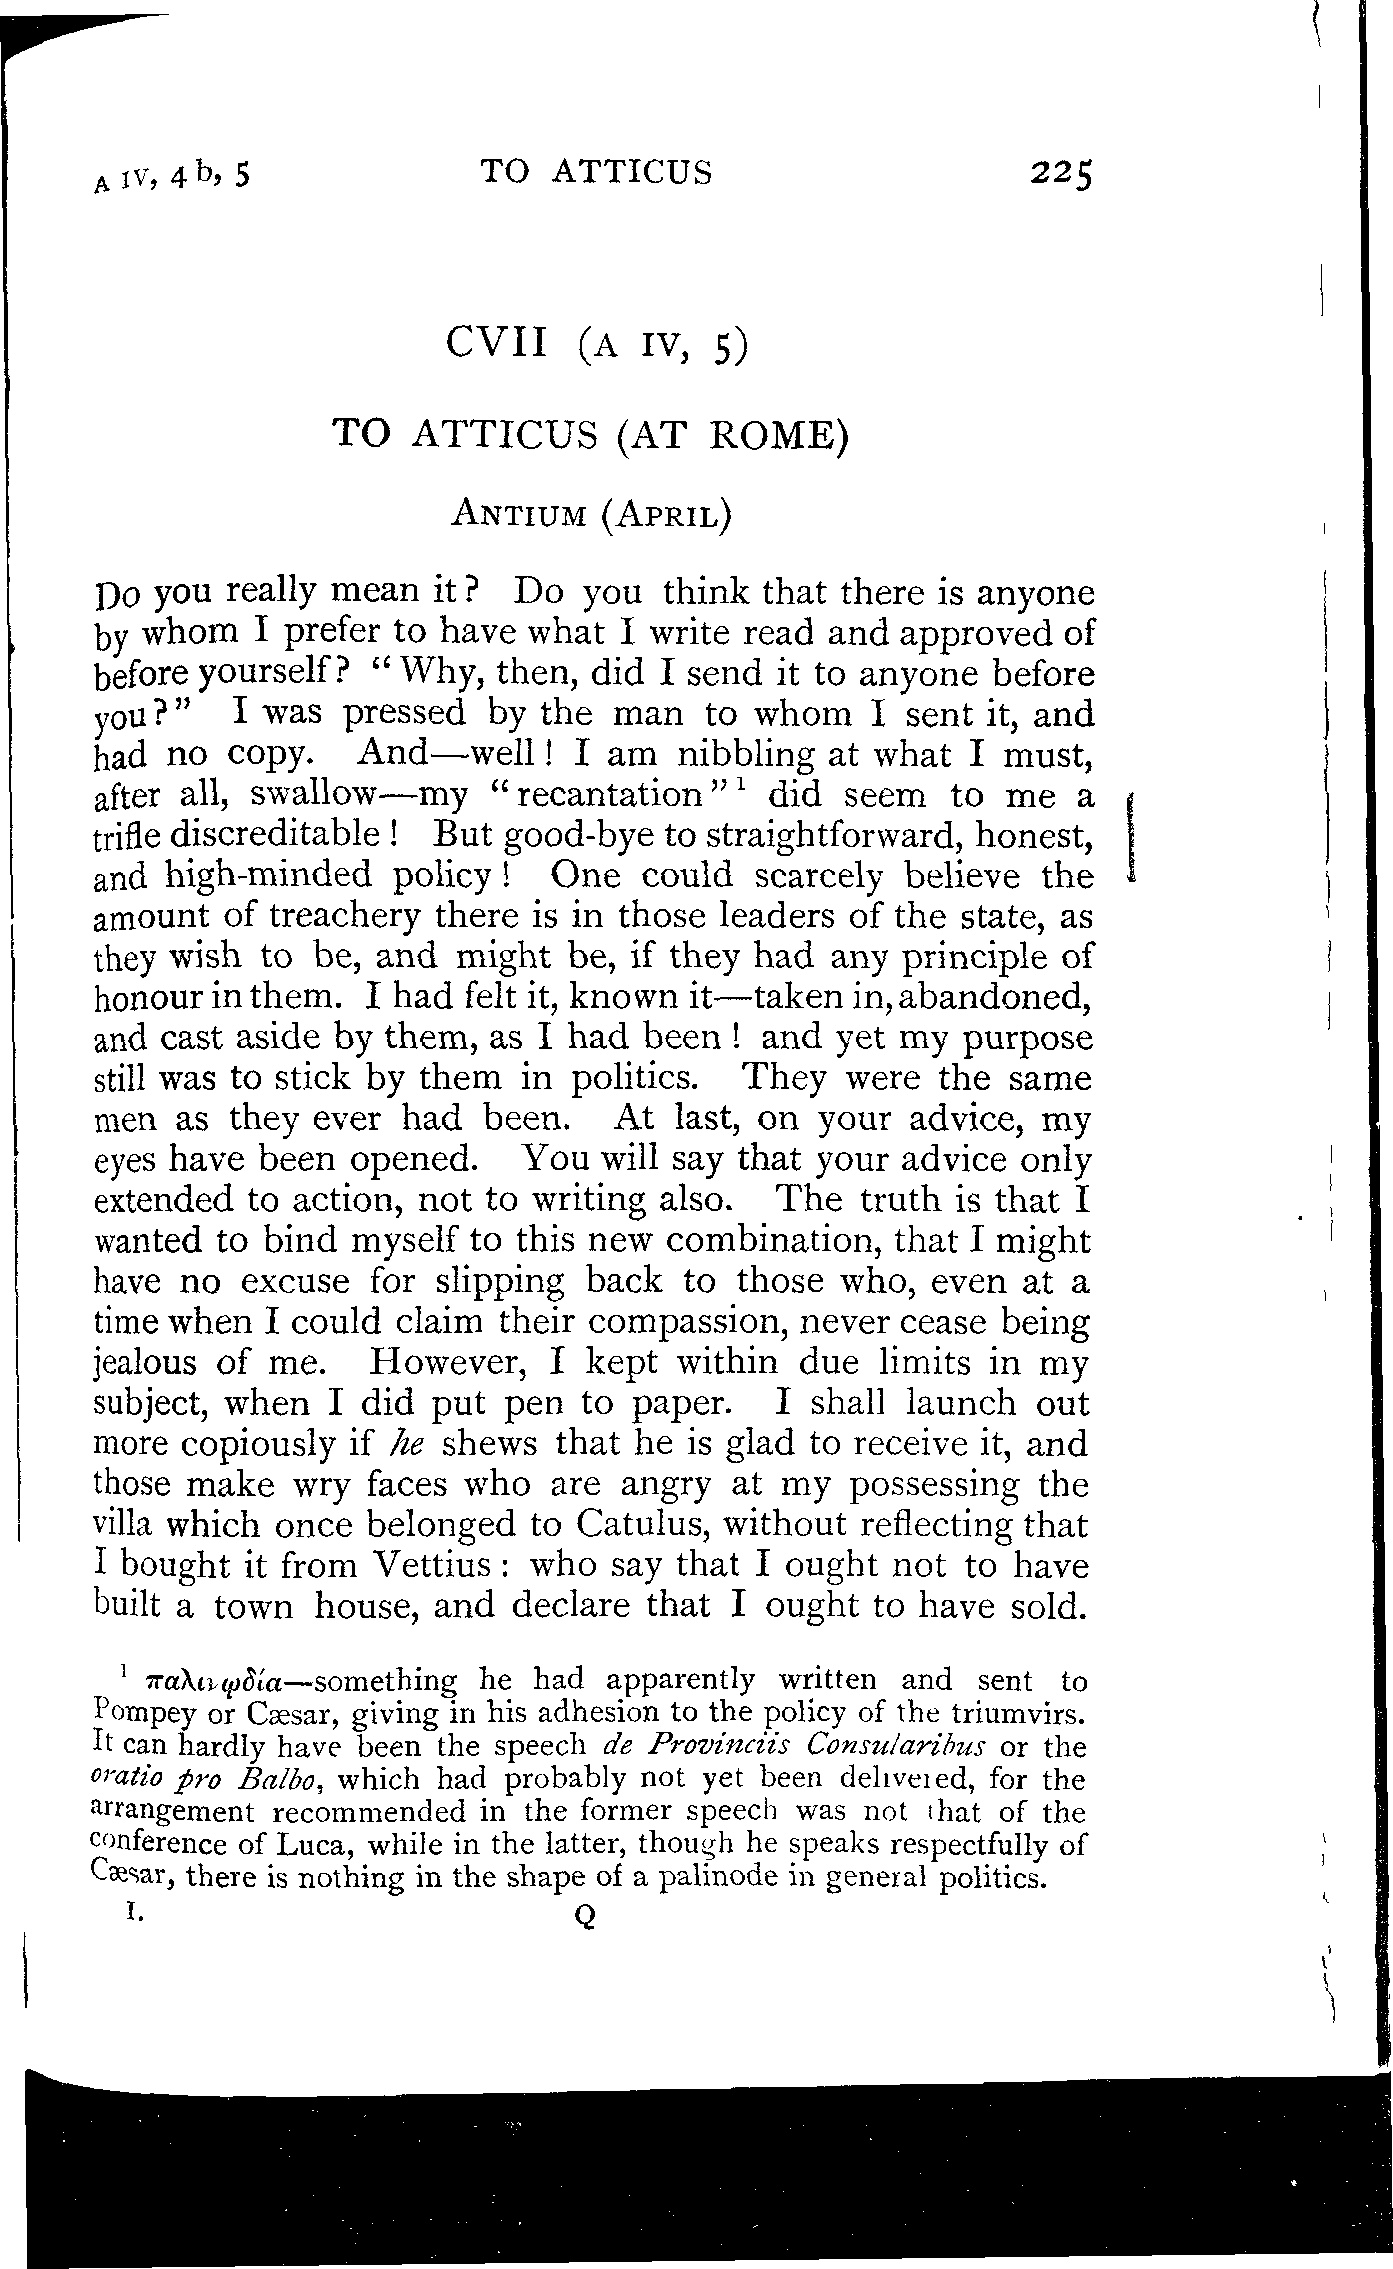 A IV, 4 b, 5 TO ATTICUS 225
CVII (A IV, 5)
TO ATTICUS (AT ROME)
ANTIUM (APRIL)
Do you really mean it? Do you think that there is anyone
by whom I prefer to have what I write read and approved of
before yourself? "Why, then, did I send it to anyone before
you?" I was pressed by the man to whom I sent it, and
had no copy. And—well! I am nibbling at what I must,
after all, swallow—my "recantation"¹ did seem to me a
trifle discreditable! But good-bye to straightforward, honest,
and high-minded policy! One could scarcely believe the
amount of treachery there is in those leaders of the state, as
they wish to be, and might be, if they had any principle of
honour in them. I had felt it, known it—taken in, abandoned,
and cast aside by them, as I had been! and yet my purpose
still was to stick by them in politics. They were the same
men as they ever had been. At last, on your advice, my
eyes have been opened. You will say that your advice only
extended to action, not to writing also. The truth is that I
wanted to bind myself to this new combination, that I might
have no excuse for slipping back to those who, even at a
time when I could claim their compassion, never cease being
jealous of me. However, I kept within due limits in my
subject, when I did put pen to paper. I shall launch out
more copiously if he shews that he is glad to receive it, and
those make wry faces who are angry at my possessing the
villa which once belonged to Catulus, without reflecting that
I bought it from Vettius: who say that I ought not to have
built a town house, and declare that I ought to have sold.
¹ παλινῳδία—something he had apparently written and sent to
Pompey or Cæsar, giving in his adhesion to the policy of the triumvirs.
It can hardly have been the speech de Provinciis Consularibus or the
oratio pro Balbo, which had probably not yet been delivered, for the
arrangement recommended in the former speech was not that of the
conference of Luca, while in the latter, though he speaks respectfully of
Cæsar, there is nothing in the shape of a palinode in general politics.
I. Q